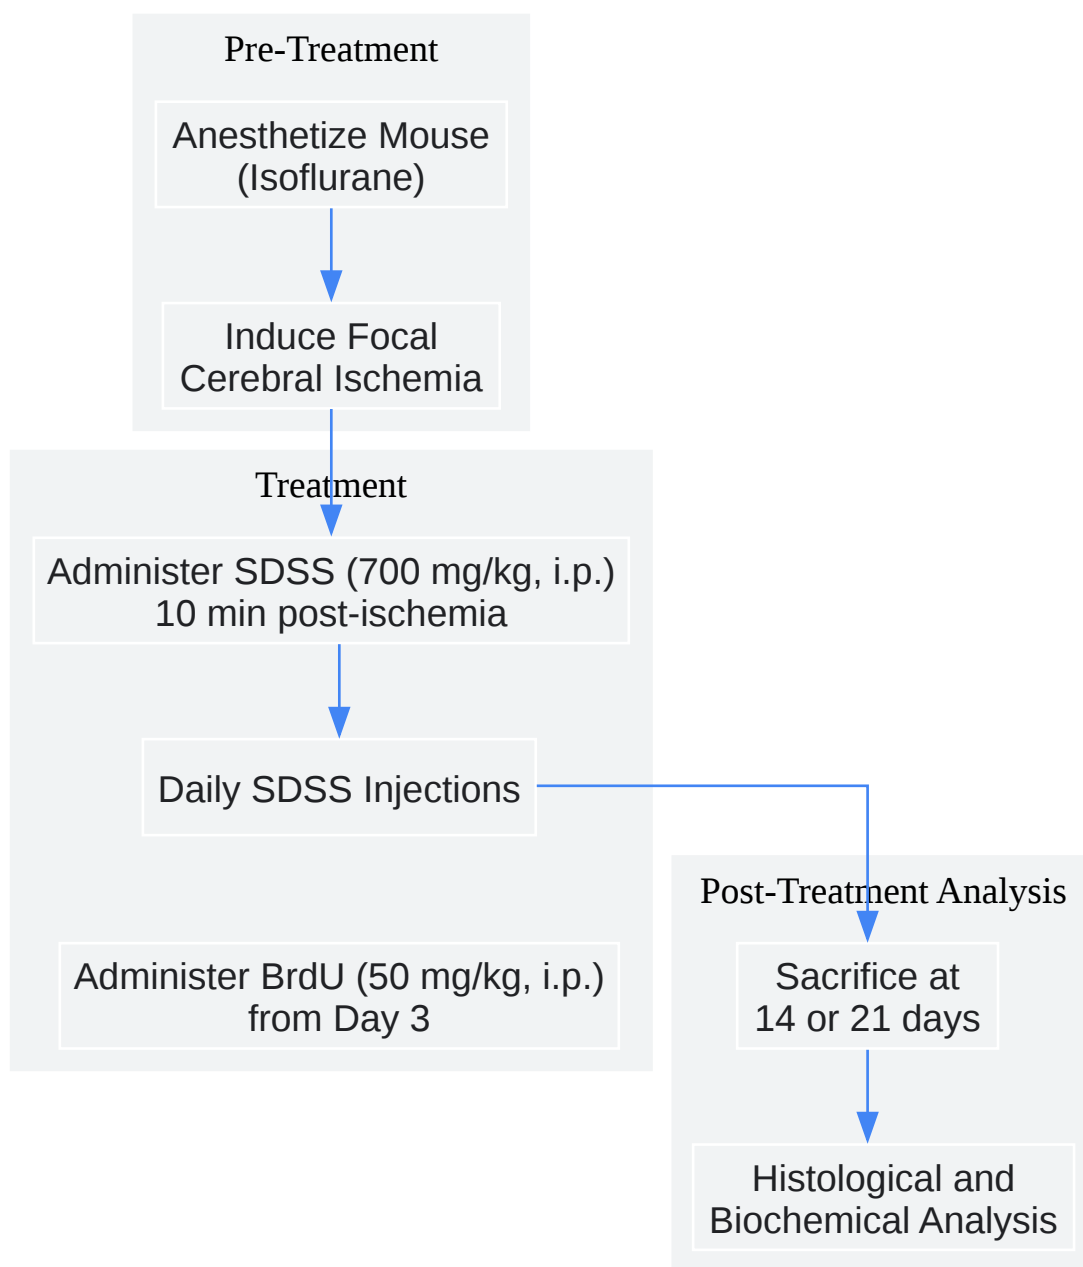 Pre-Treatment
Anesthetize Mouse
(Isoflurane)
Induce Focal
Cerebral Ischemia
Treatment
Administer SDSS (700 mg/kg, i.p.)
10 min post-ischemia
Daily SDSS Injections
Administer BrdU (50 mg/kg, i.p.)
from Day 3
Post-Treatment Analysis
Sacrifice at
14 or 21 days
Histological and
Biochemical Analysis